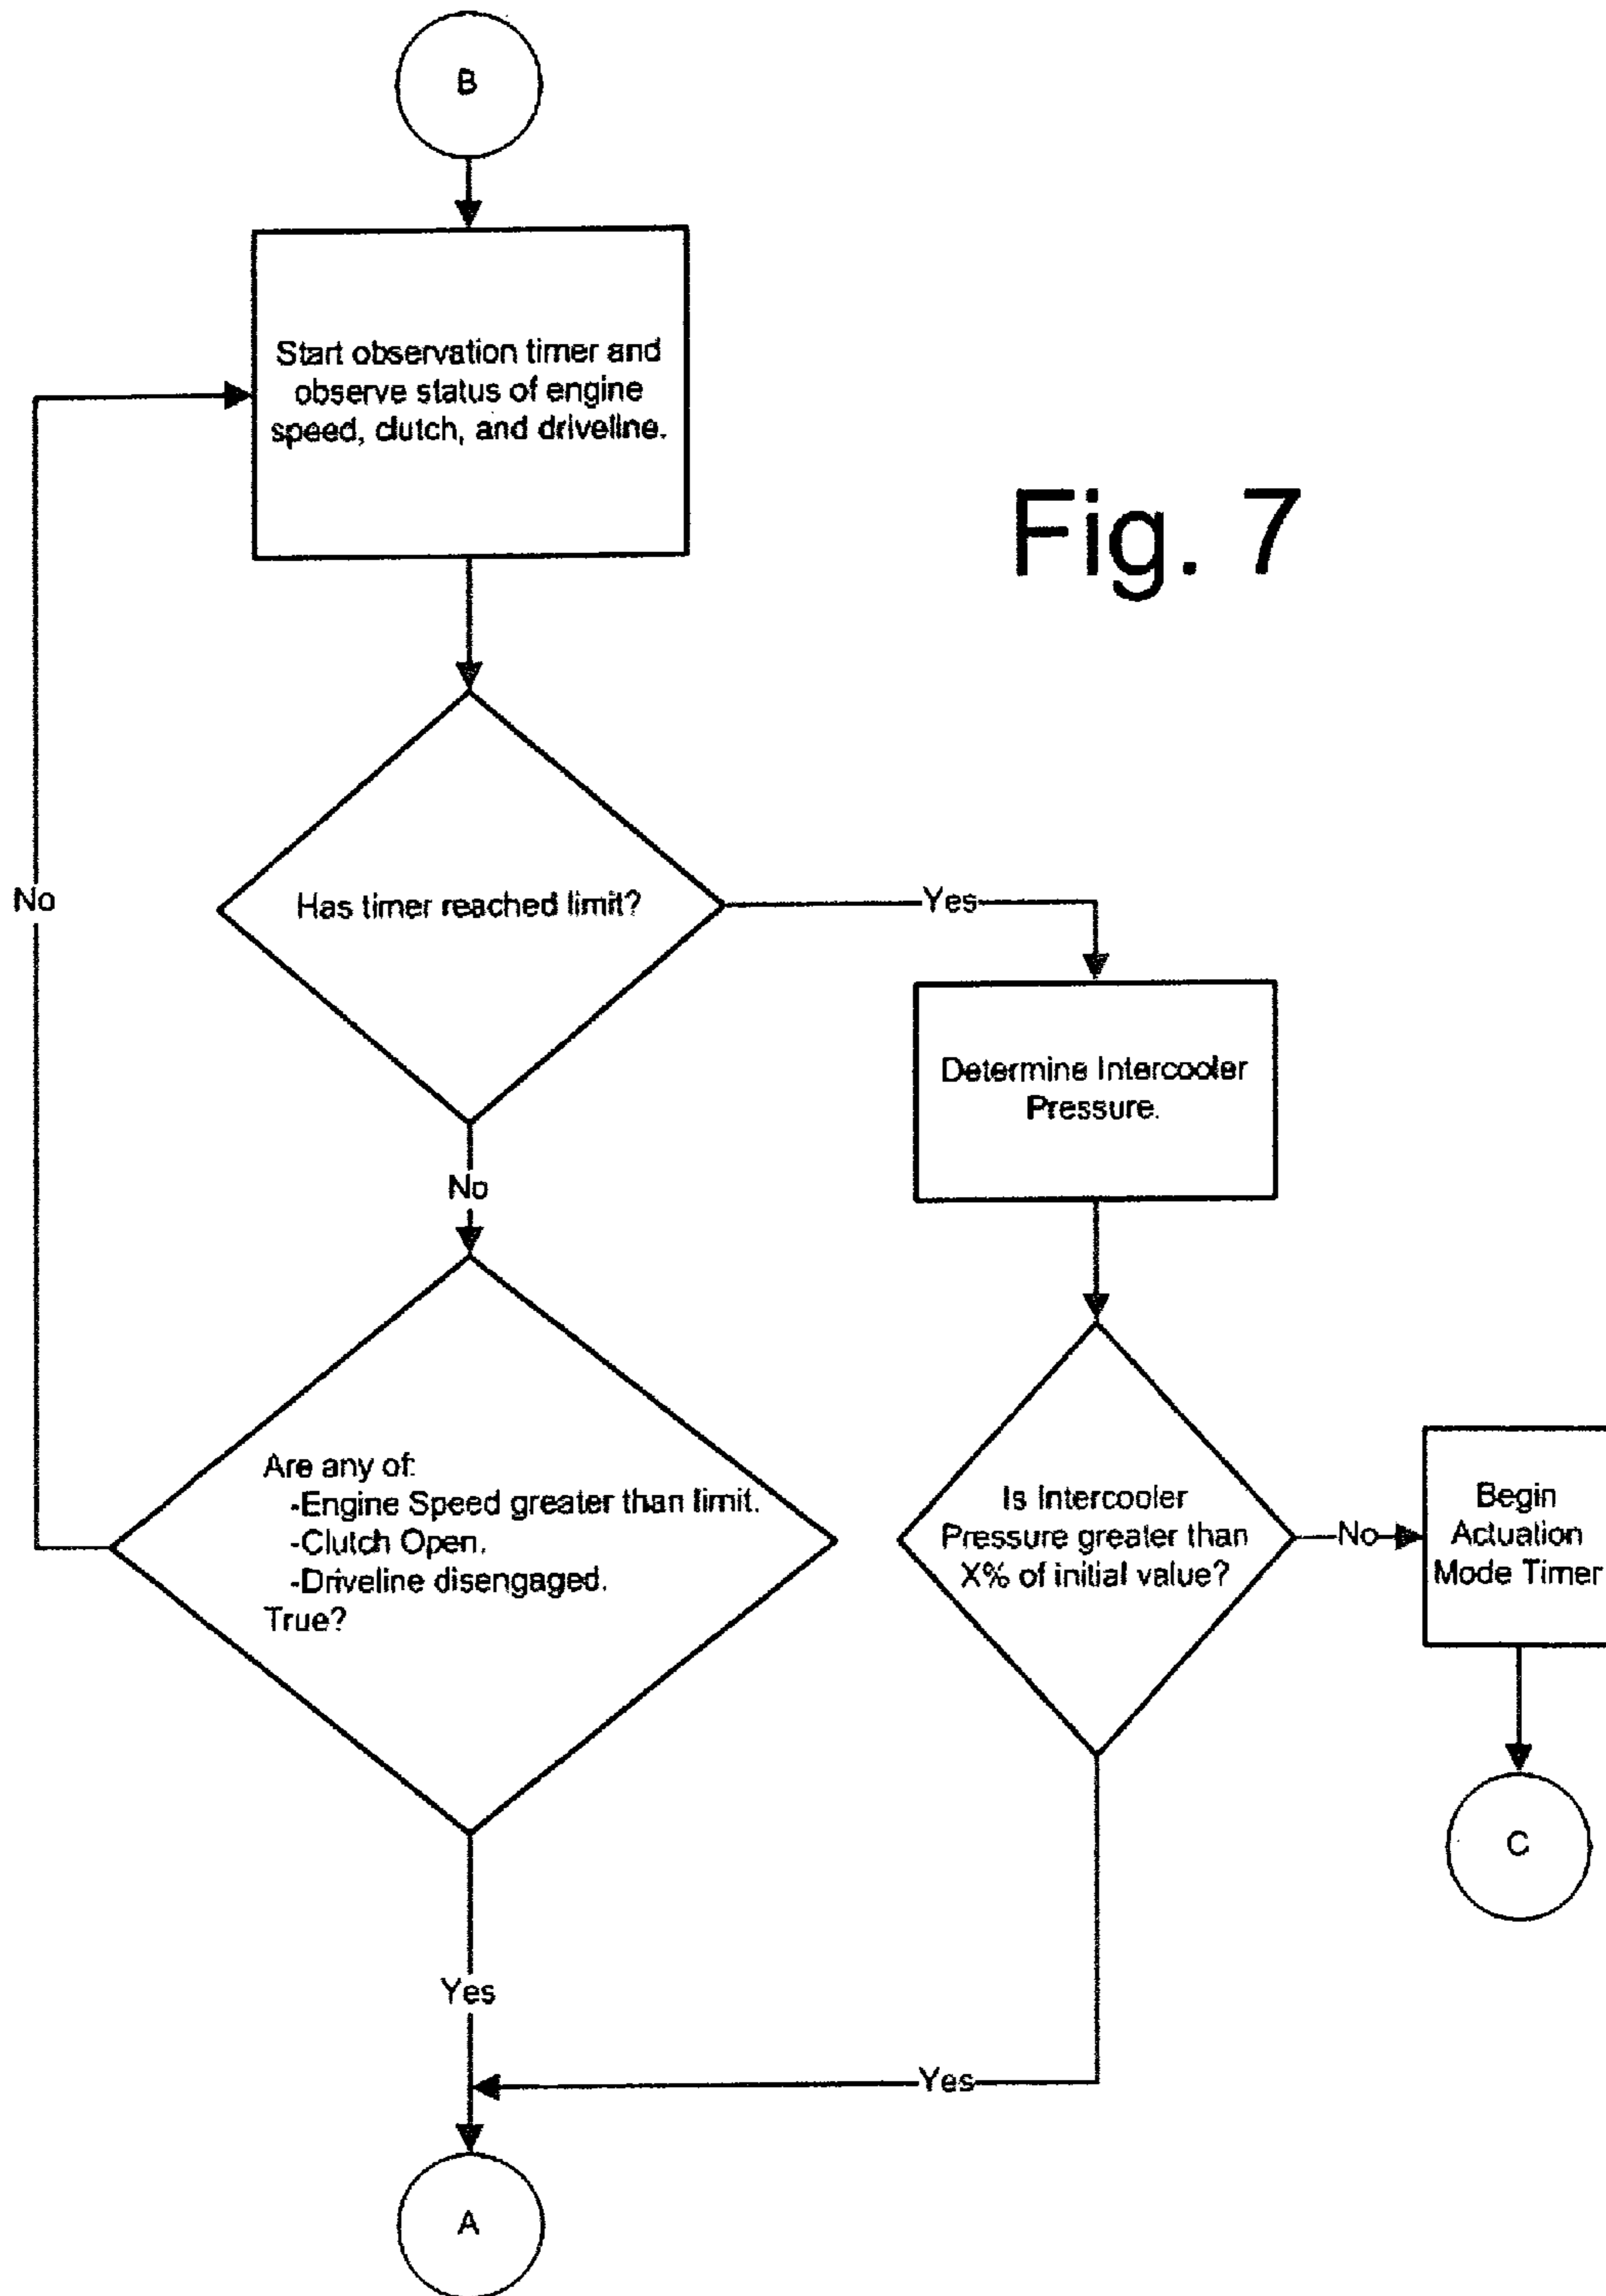 B
Start observation timer and
observe status of engine
speed, clutch, and driveline.
Fig. 7
Has timer reached limit?
Yes
No
No
Determine Intercooler
Pressure.
Are any of:
-Engine Speed greater than limit.
-Clutch Open.
-Driveline disengaged.
True?
Is Intercooler
Pressure greater than
X% of initial value?
No
Begin
Actuation
Mode Timer
C
Yes
Yes
A